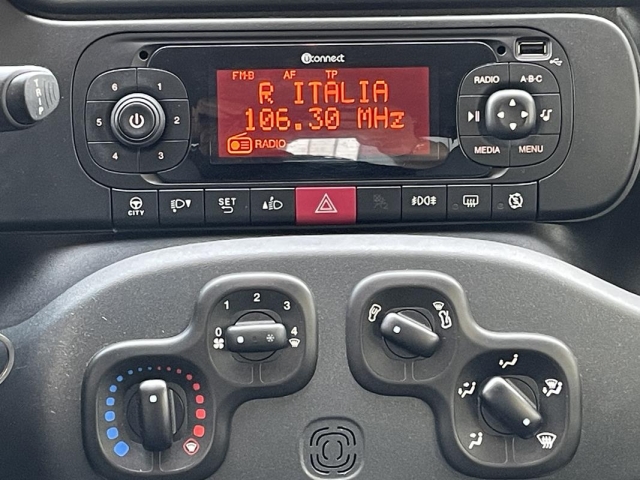 uconnect
TRIP
6 1
5 2
4 3
FM-B AF TP
R ITALIA
106.30 MHz
RADIO
RADIO A·B·C
MEDIA MENU
CITY
SET
0 1 2 3 4